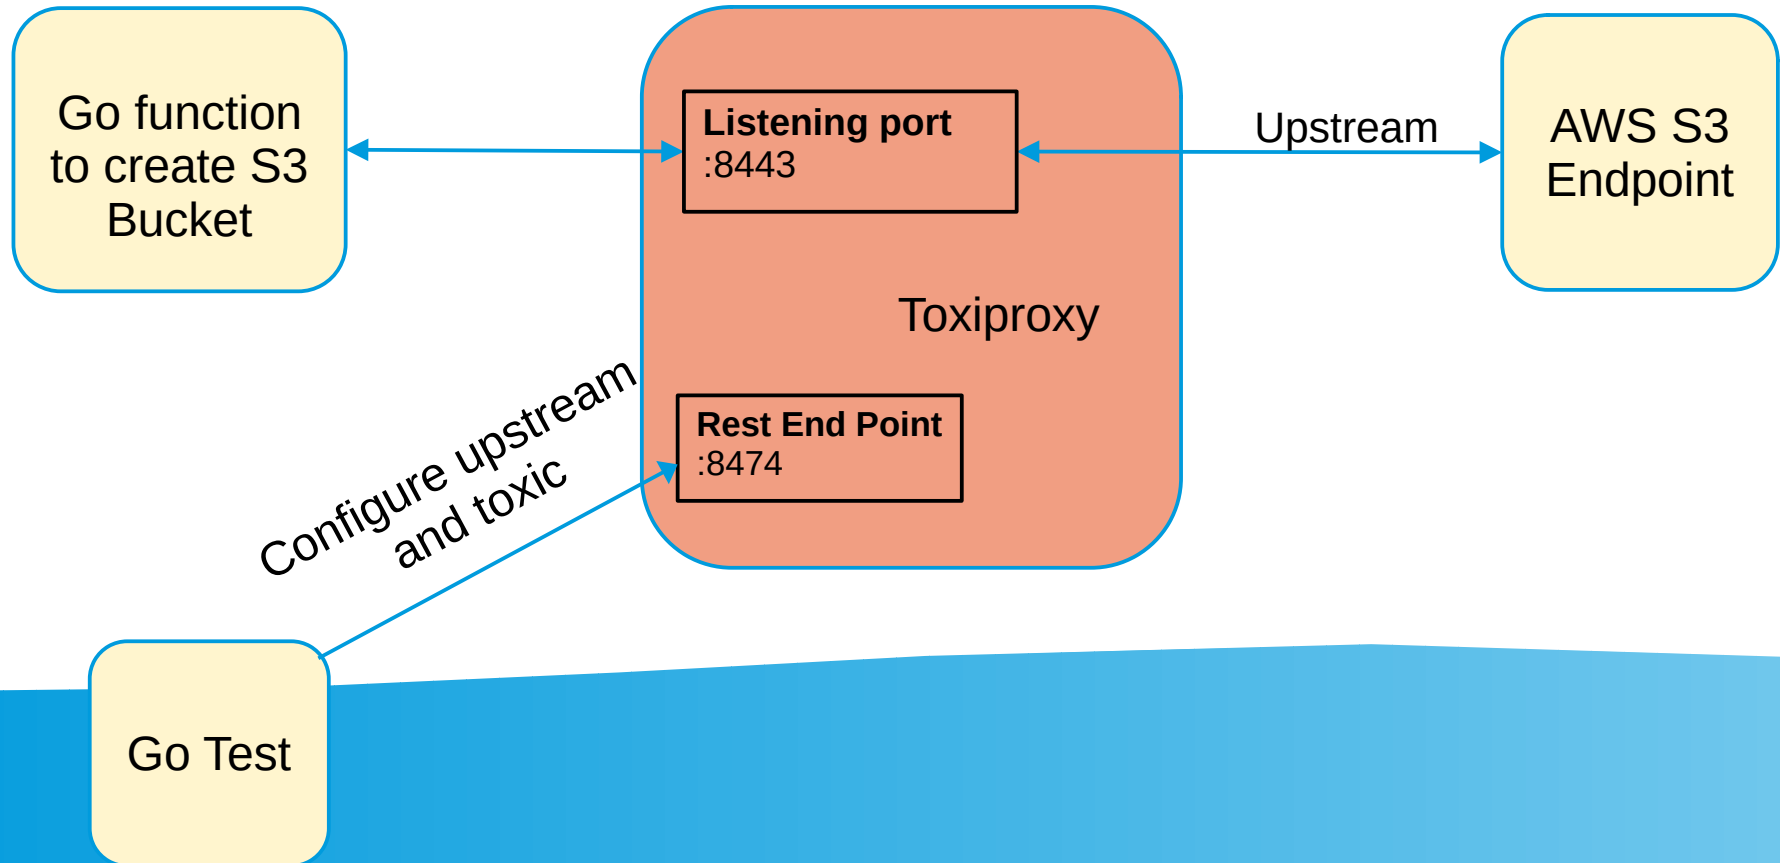 Go function
to create S3
Bucket
Listening port
:8443
Upstream
AWS S3
Endpoint
Toxiproxy
Configure upstream
and toxic
Rest End Point
:8474
Go Test